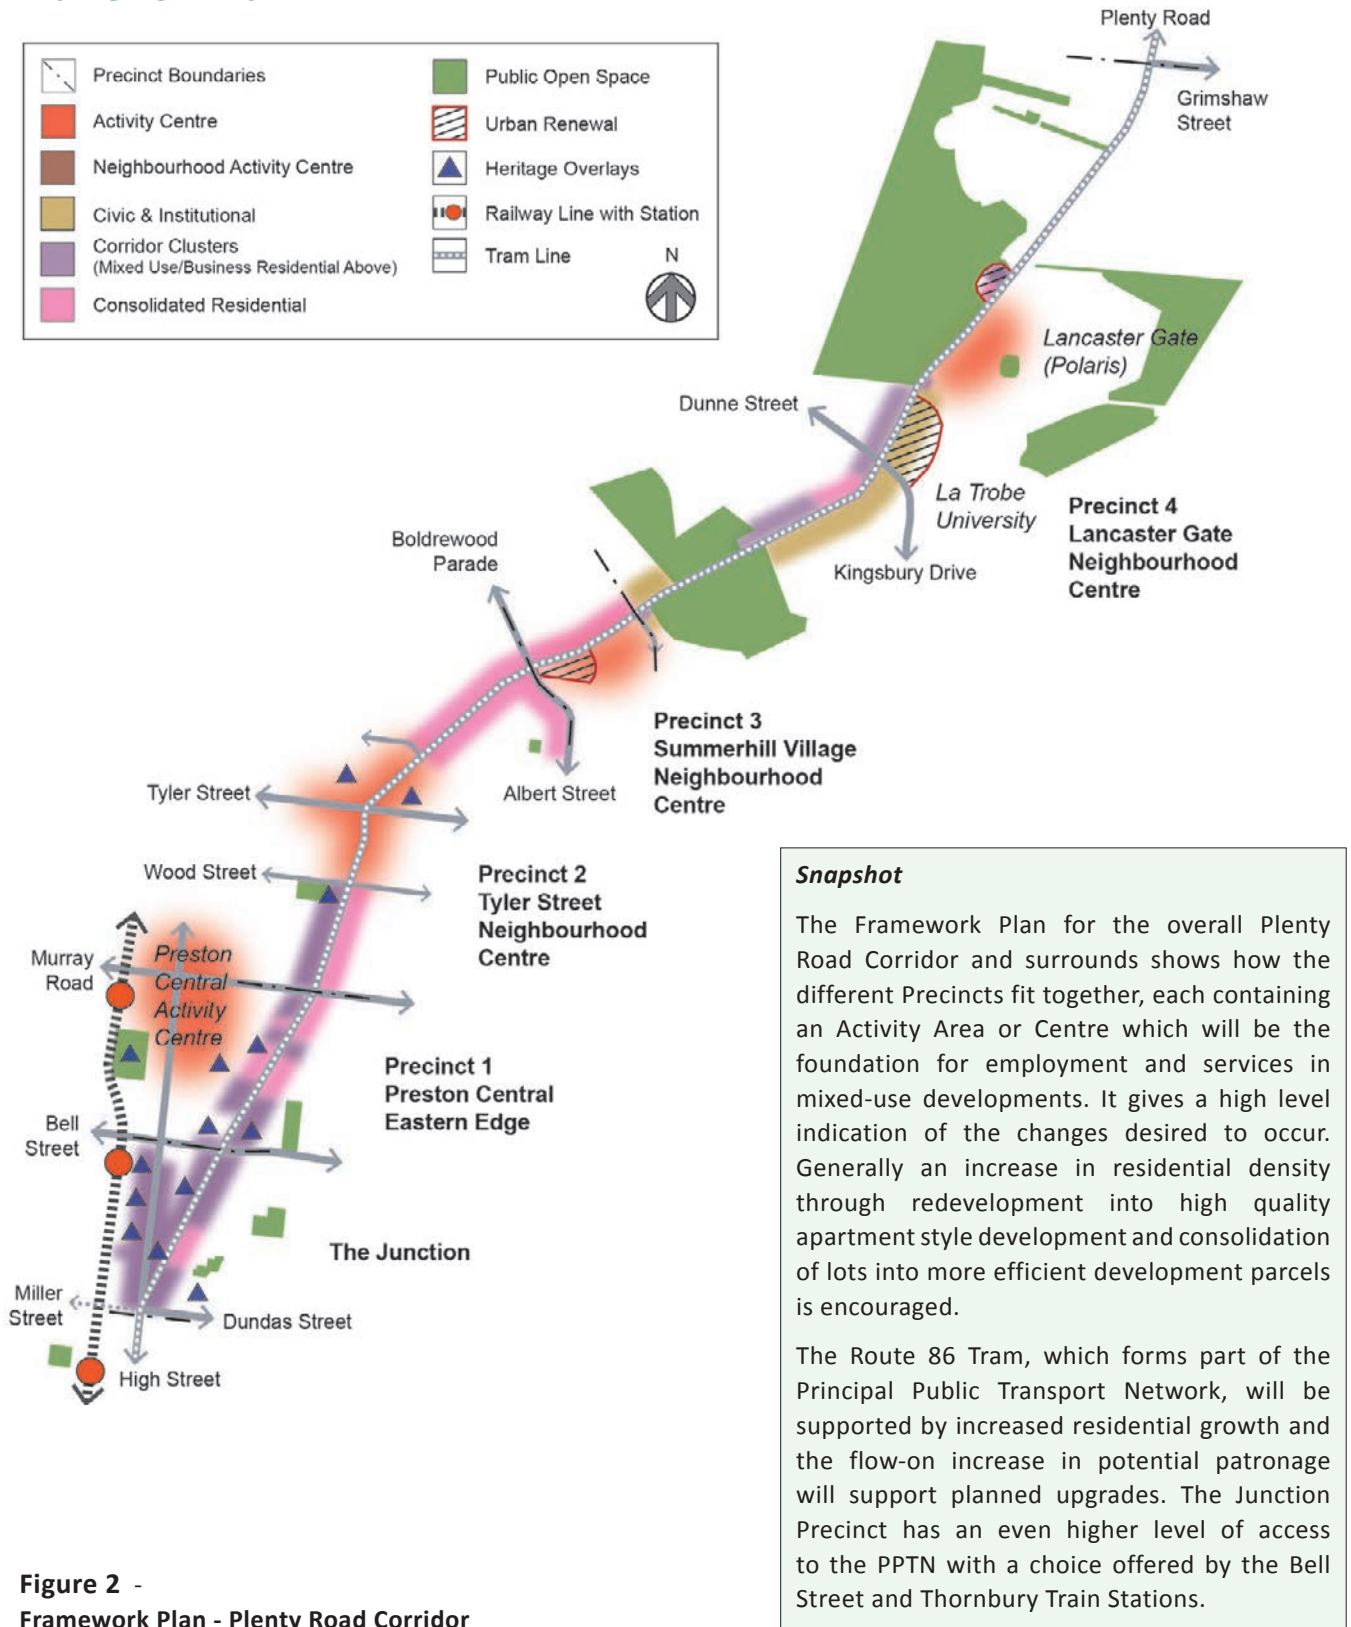 Plenty Road
Grimshaw
Street
Precinct Boundaries
Activity Centre
Neighbourhood Activity Centre
Civic & Institutional
Corridor Clusters
(Mixed Use/Business Residential Above)
Consolidated Residential
Public Open Space
Urban Renewal
Heritage Overlays
Railway Line with Station
Tram Line
N
Lancaster Gate
(Polaris)
Dunne Street
La Trobe
University
Precinct 4
Lancaster Gate
Neighbourhood
Centre
Kingsbury Drive
Boldrewood
Parade
Precinct 3
Summerhill Village
Neighbourhood
Centre
Albert Street
Tyler Street
Wood Street
Precinct 2
Tyler Street
Neighbourhood
Centre
Murray
Road
Preston
Central
Activity
Centre
Precinct 1
Preston Central
Eastern Edge
Bell
Street
The Junction
Miller
Street
Dundas Street
High Street
Snapshot
The Framework Plan for the overall Plenty
Road Corridor and surrounds shows how the
different Precincts fit together, each containing
an Activity Area or Centre which will be the
foundation for employment and services in
mixed-use developments. It gives a high level
indication of the changes desired to occur.
Generally an increase in residential density
through redevelopment into high quality
apartment style development and consolidation
of lots into more efficient development parcels
is encouraged.
The Route 86 Tram, which forms part of the
Principal Public Transport Network, will be
supported by increased residential growth and
the flow-on increase in potential patronage
will support planned upgrades. The Junction
Precinct has an even higher level of access
to the PPTN with a choice offered by the Bell
Street and Thornbury Train Stations.
Figure 2 -
Framework Plan - Plenty Road Corridor